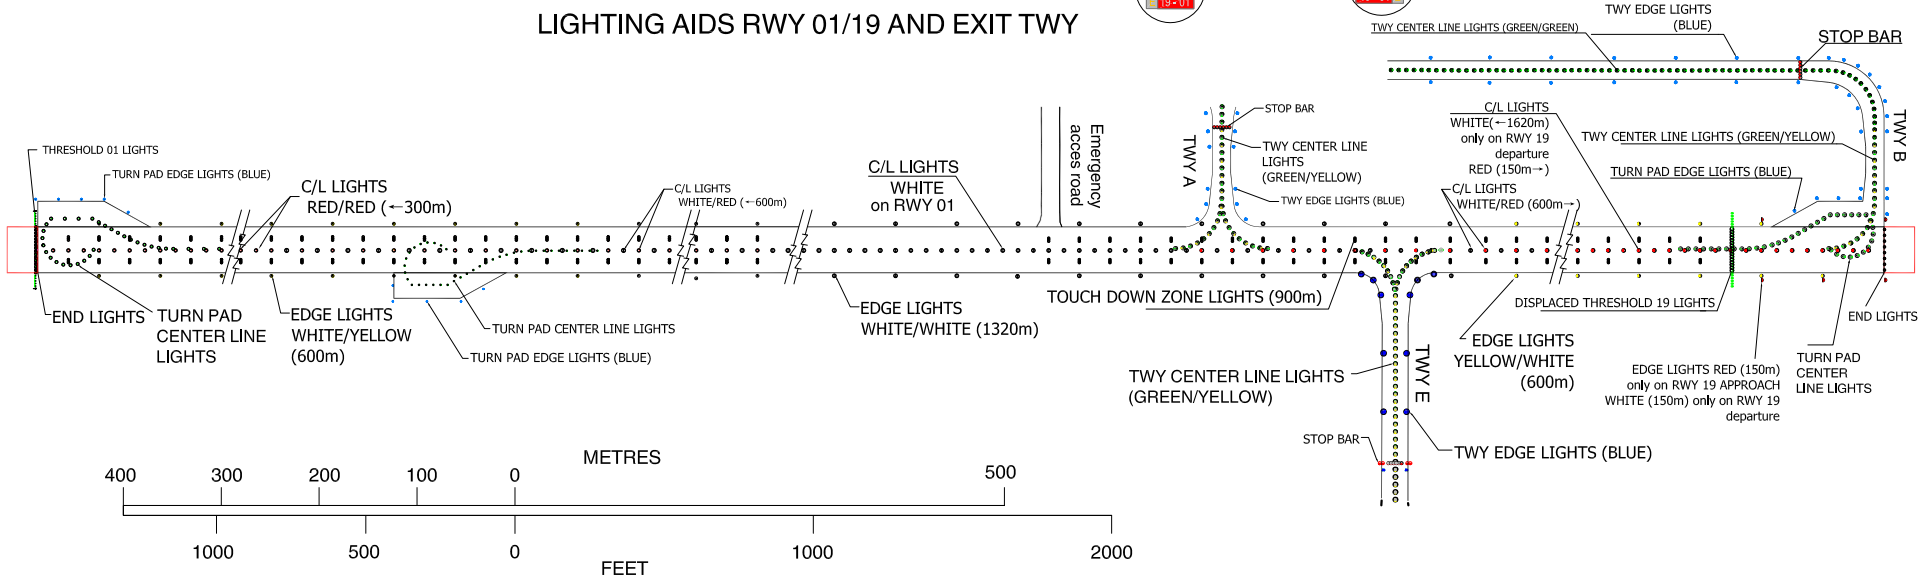 LIGHTING AIDS RWY 01/19 AND EXIT TWY
19 - 01
TWY EDGE LIGHTS
(BLUE)
TWY CENTER LINE LIGHTS (GREEN/GREEN)
STOP BAR
THRESHOLD 01 LIGHTS
TURN PAD EDGE LIGHTS (BLUE)
C/L LIGHTS
RED/RED (←300m)
C/L LIGHTS
WHITE/RED (←600m)
C/L LIGHTS
WHITE
on RWY 01
Emergency
acces road
TWY A
STOP BAR
TWY CENTER LINE
LIGHTS
(GREEN/YELLOW)
TWY EDGE LIGHTS (BLUE)
C/L LIGHTS
WHITE(←1620m)
only on RWY 19
departure
RED (150m→)
C/L LIGHTS
WHITE/RED (600m→)
TWY CENTER LINE LIGHTS (GREEN/YELLOW)
TURN PAD EDGE LIGHTS (BLUE)
TWY B
END LIGHTS
TURN PAD
CENTER LINE
LIGHTS
EDGE LIGHTS
WHITE/YELLOW
(600m)
TURN PAD CENTER LINE LIGHTS
TURN PAD EDGE LIGHTS (BLUE)
EDGE LIGHTS
WHITE/WHITE (1320m)
TOUCH DOWN ZONE LIGHTS (900m)
TWY CENTER LINE LIGHTS
(GREEN/YELLOW)
TWY E
STOP BAR
TWY EDGE LIGHTS (BLUE)
EDGE LIGHTS
YELLOW/WHITE
(600m)
DISPLACED THRESHOLD 19 LIGHTS
EDGE LIGHTS RED (150m)
only on RWY 19 APPROACH
WHITE (150m) only on RWY 19
departure
TURN PAD
CENTER
LINE LIGHTS
END LIGHTS
METRES
400 300 200 100 0 500
1000 500 0 1000 2000
FEET